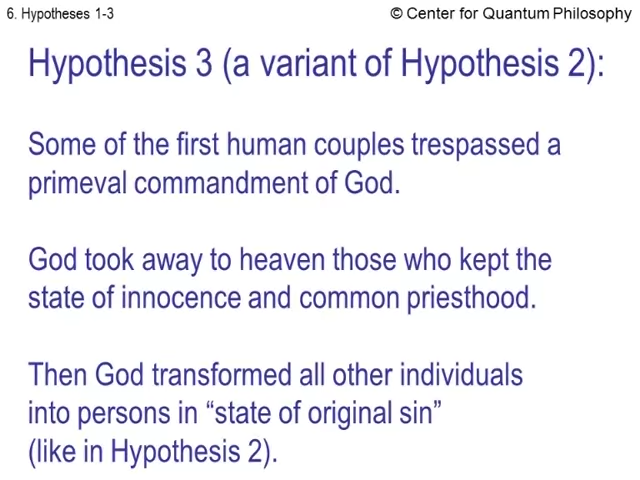 6. Hypotheses 1-3
© Center for Quantum Philosophy
Hypothesis 3 (a variant of Hypothesis 2):
Some of the first human couples trespassed a
primeval commandment of God.
God took away to heaven those who kept the
state of innocence and common priesthood.
Then God transformed all other individuals
into persons in “state of original sin”
(like in Hypothesis 2).